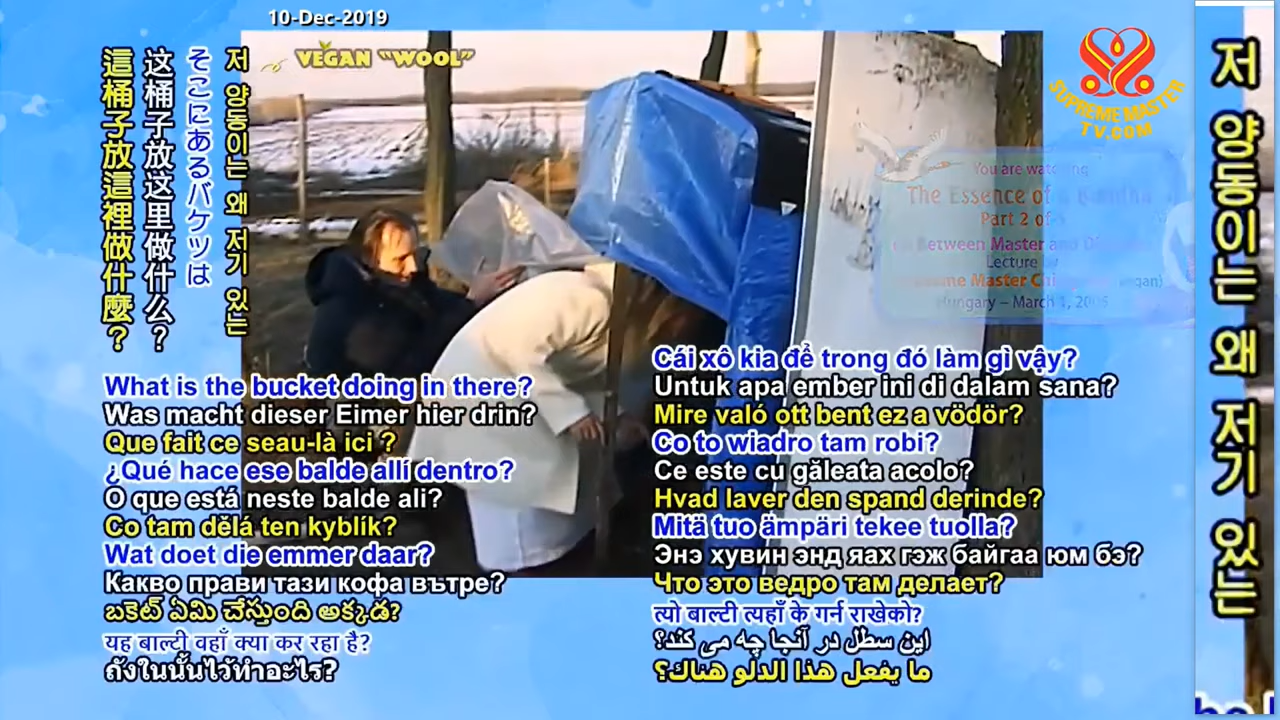 10-Dec-2019
VEGAN "WOOL"
SUPREME MASTER
TV.COM
You are watching
The Essence of
Part 2 of
Between Master and
Lecture
Master
Hungary – March 1, 2006
這桶子放這裡做什麼？
这桶子放这里做什么？
そこにあるバケツは
저 양동이는 왜 저기 있는
What is the bucket doing in there?
Was macht dieser Eimer hier drin?
Que fait ce seau-là ici ?
¿Qué hace ese balde allí dentro?
O que está neste balde ali?
Co tam dělá ten kyblík?
Wat doet die emmer daar?
Какво прави тази кофа вътре?
బకెట్ ఏమి చేస్తుంది అక్కడ?
यह बाल्टी वहाँ क्या कर रहा है?
ถังในนั้นไว้ทำอะไร?
Cái xô kia để trong đó làm gì vậy?
Untuk apa ember ini di dalam sana?
Mire való ott bent ez a vödör?
Co to wiadro tam robi?
Ce este cu găleata acolo?
Hvad laver den spand derinde?
Mitä tuo ämpäri tekee tuolla?
Энэ хувин энд яах гэж байгаа юм бэ?
Что это ведро там делает?
त्यो बाल्टी त्यहाँ के गर्न राखेको?
این سطل در آنجا چه می کند؟
ما يفعل هذا الدلو هناك؟
저 양동이는 왜 저기 있는